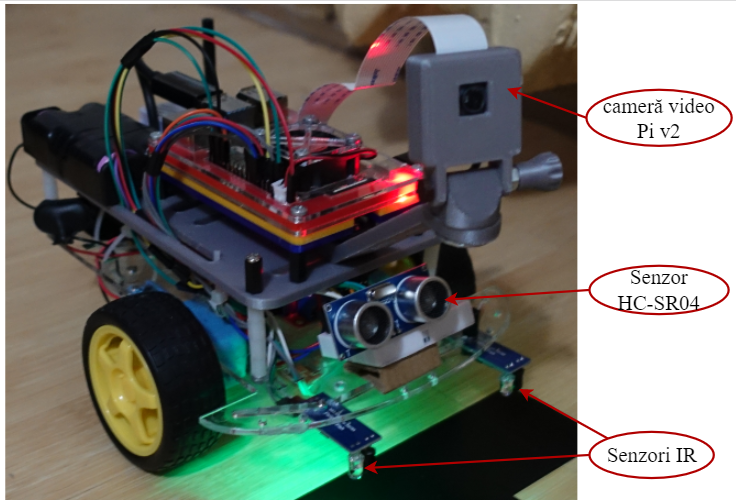 cameră video
Pi v2
Senzor
HC-SR04
Senzori IR